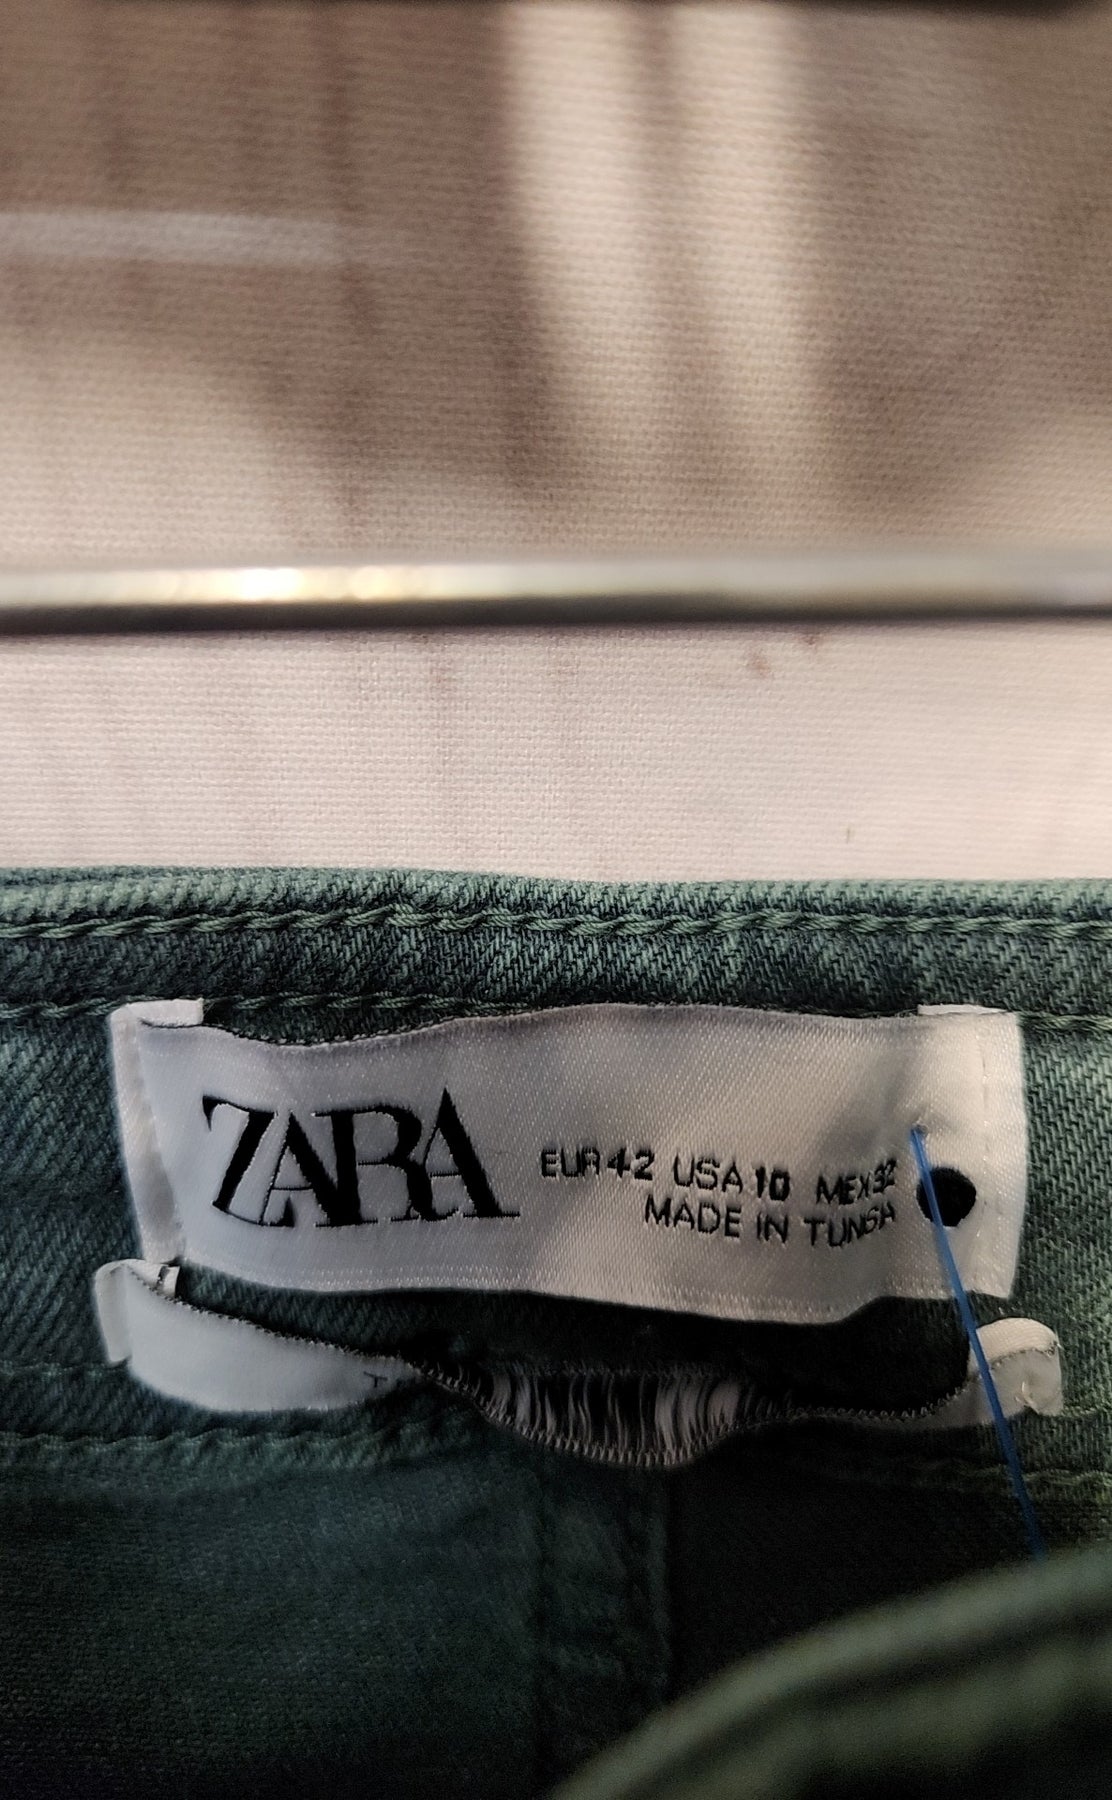 ZARA
EUR 42 USA 10 MEX 32
MADE IN TUNISIA
T